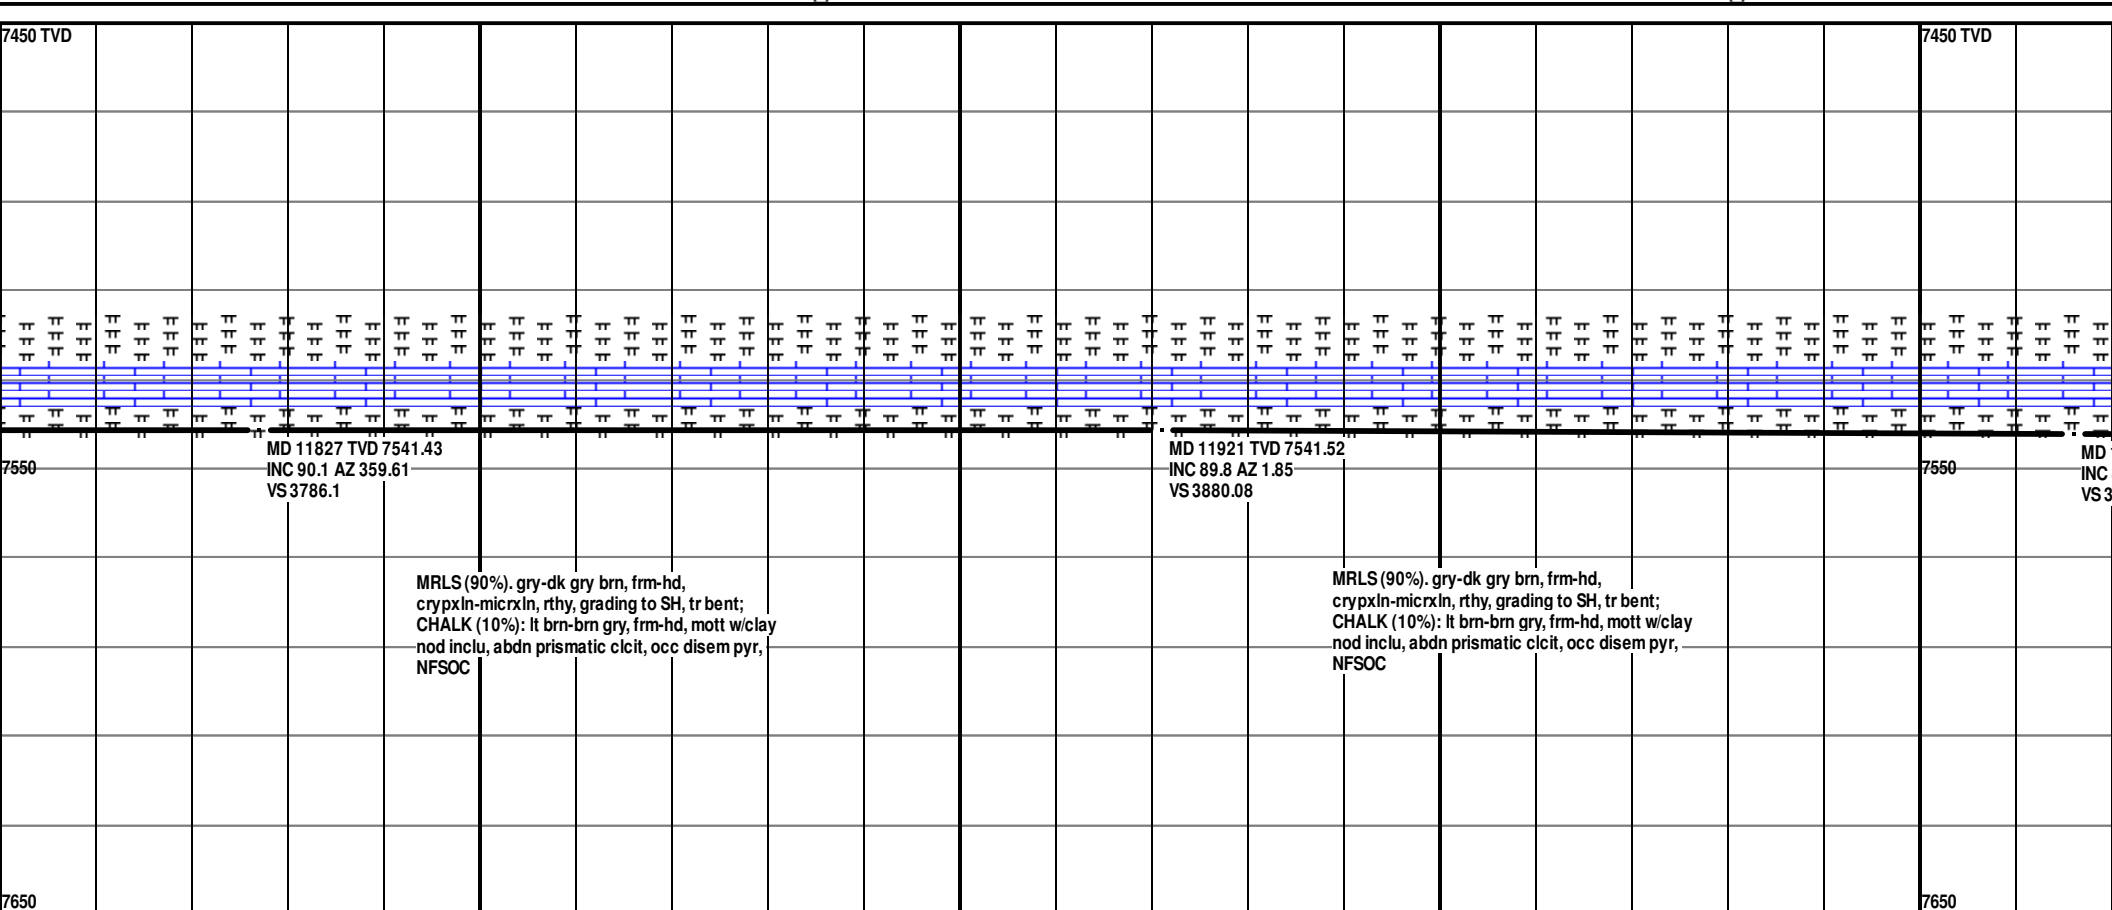 7450 TVD
7450 TVD
MD 11827 TVD 7541.43
INC 90.1 AZ 359.61
VS 3786.1
MD 11921 TVD 7541.52
INC 89.8 AZ 1.85
VS 3880.08
MD
INC
VS 3
7550
7550
MRLS (90%). gry-dk gry brn, frm-hd,
crypxln-micrxln, rthy, grading to SH, tr bent;
CHALK (10%): lt brn-brn gry, frm-hd, mott w/clay
nod inclu, abdn prismatic clcit, occ disem pyr,
NFSOC
MRLS (90%). gry-dk gry brn, frm-hd,
crypxln-micrxln, rthy, grading to SH, tr bent;
CHALK (10%): lt brn-brn gry, frm-hd, mott w/clay
nod inclu, abdn prismatic clcit, occ disem pyr,
NFSOC
7650
7650